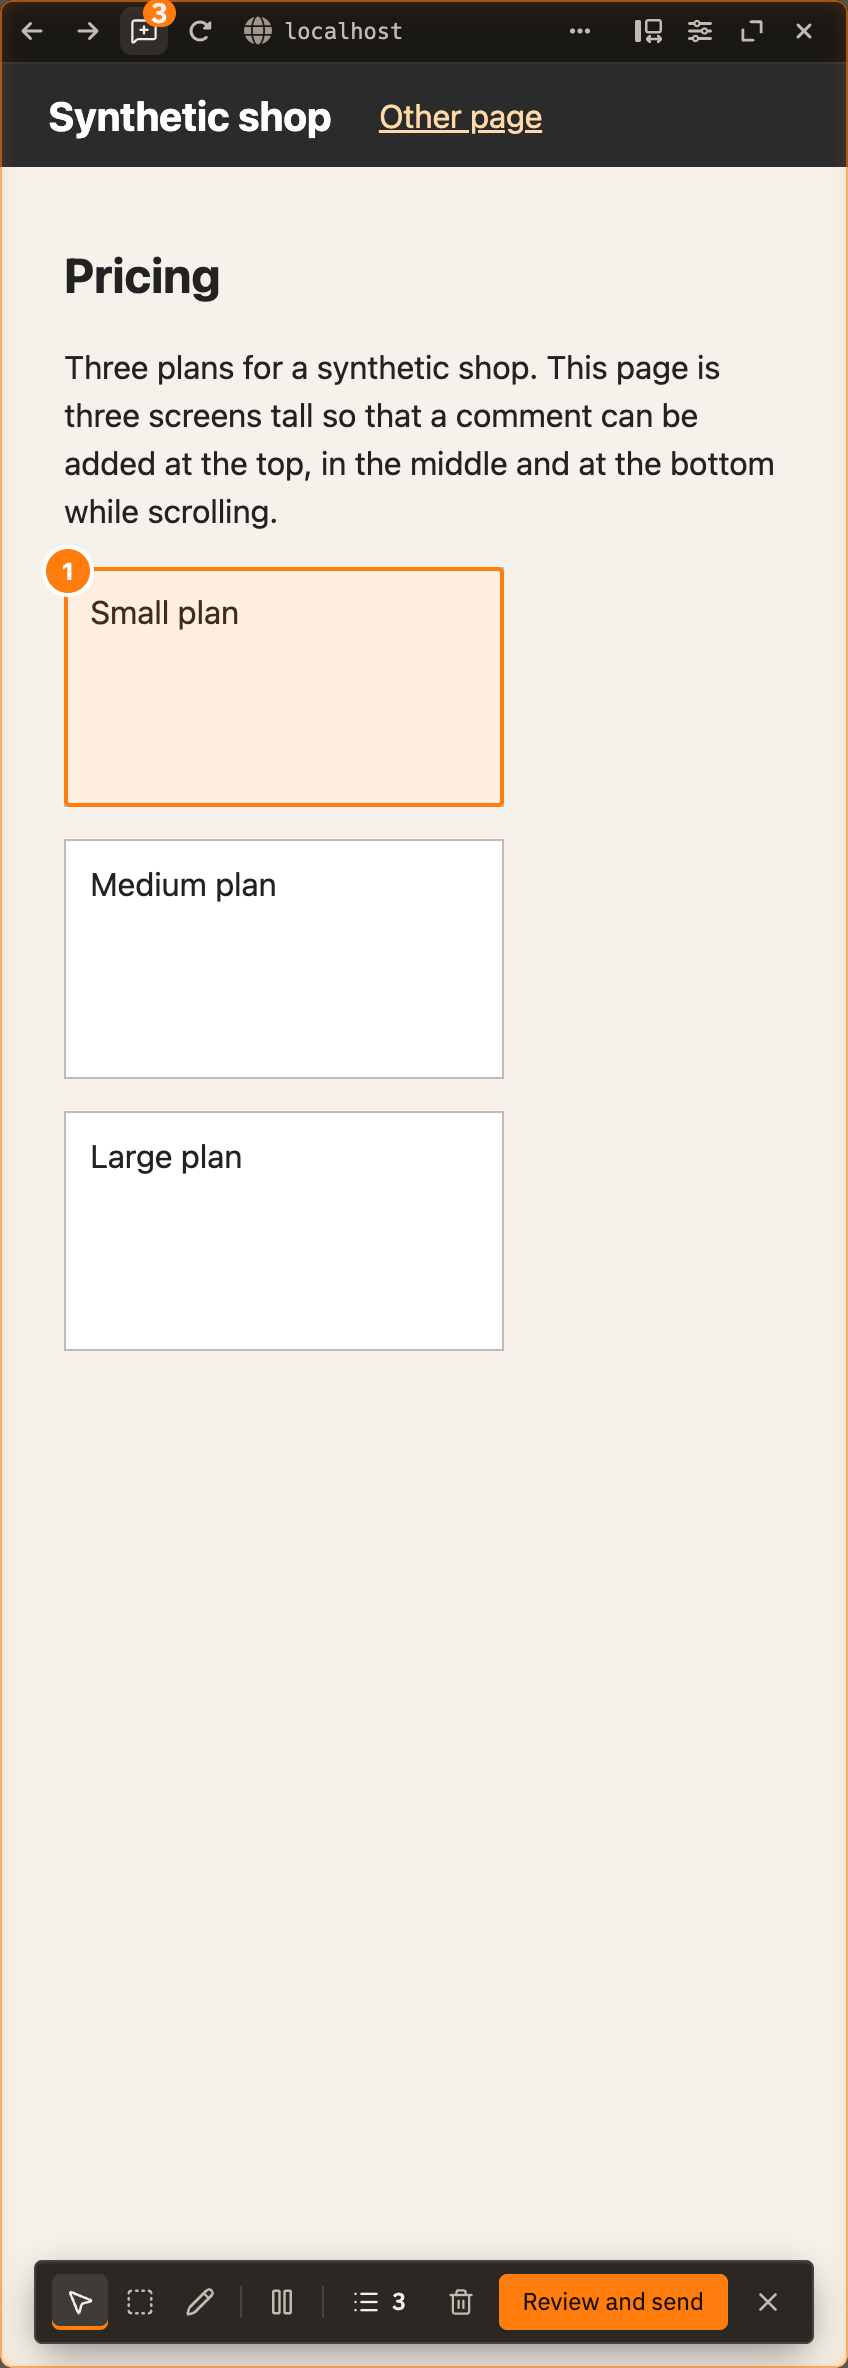 3
localhost
Synthetic shop Other page
Pricing
Three plans for a synthetic shop. This page is
three screens tall so that a comment can be
added at the top, in the middle and at the bottom
while scrolling.
1
Small plan
Medium plan
Large plan
3 Review and send